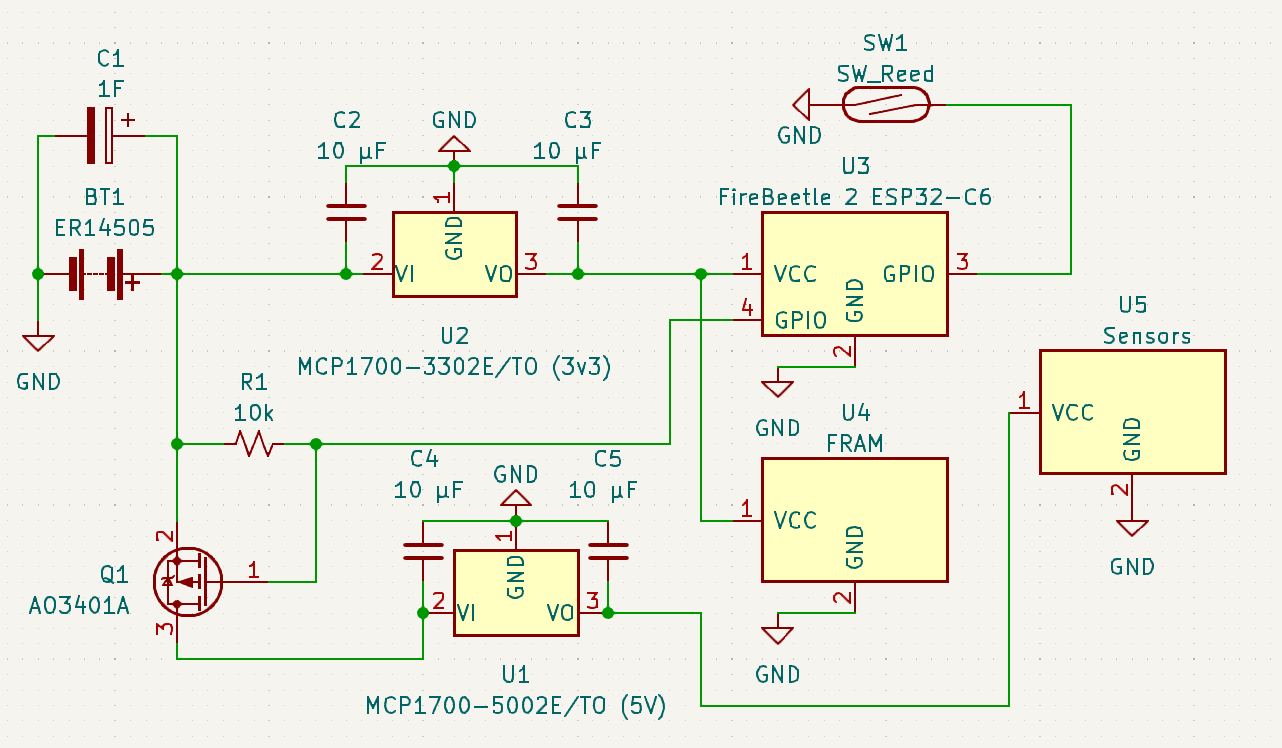 C1
1F
+
BT1
ER14505
+
GND
C2
10 µF
GND
C3
10 µF
1
GND
2
VI
VO
3
U2
MCP1700-3302E/TO (3v3)
SW1
SW_Reed
GND
U3
FireBeetle 2 ESP32-C6
1
VCC
GPIO
3
4
GPIO
GND
2
GND
U5
Sensors
1
VCC
GND
2
GND
R1
10k
U4
FRAM
1
VCC
GND
2
GND
C4
10 µF
GND
C5
10 µF
1
GND
2
VI
VO
3
U1
MCP1700-5002E/TO (5V)
2
Q1
AO3401A
1
3